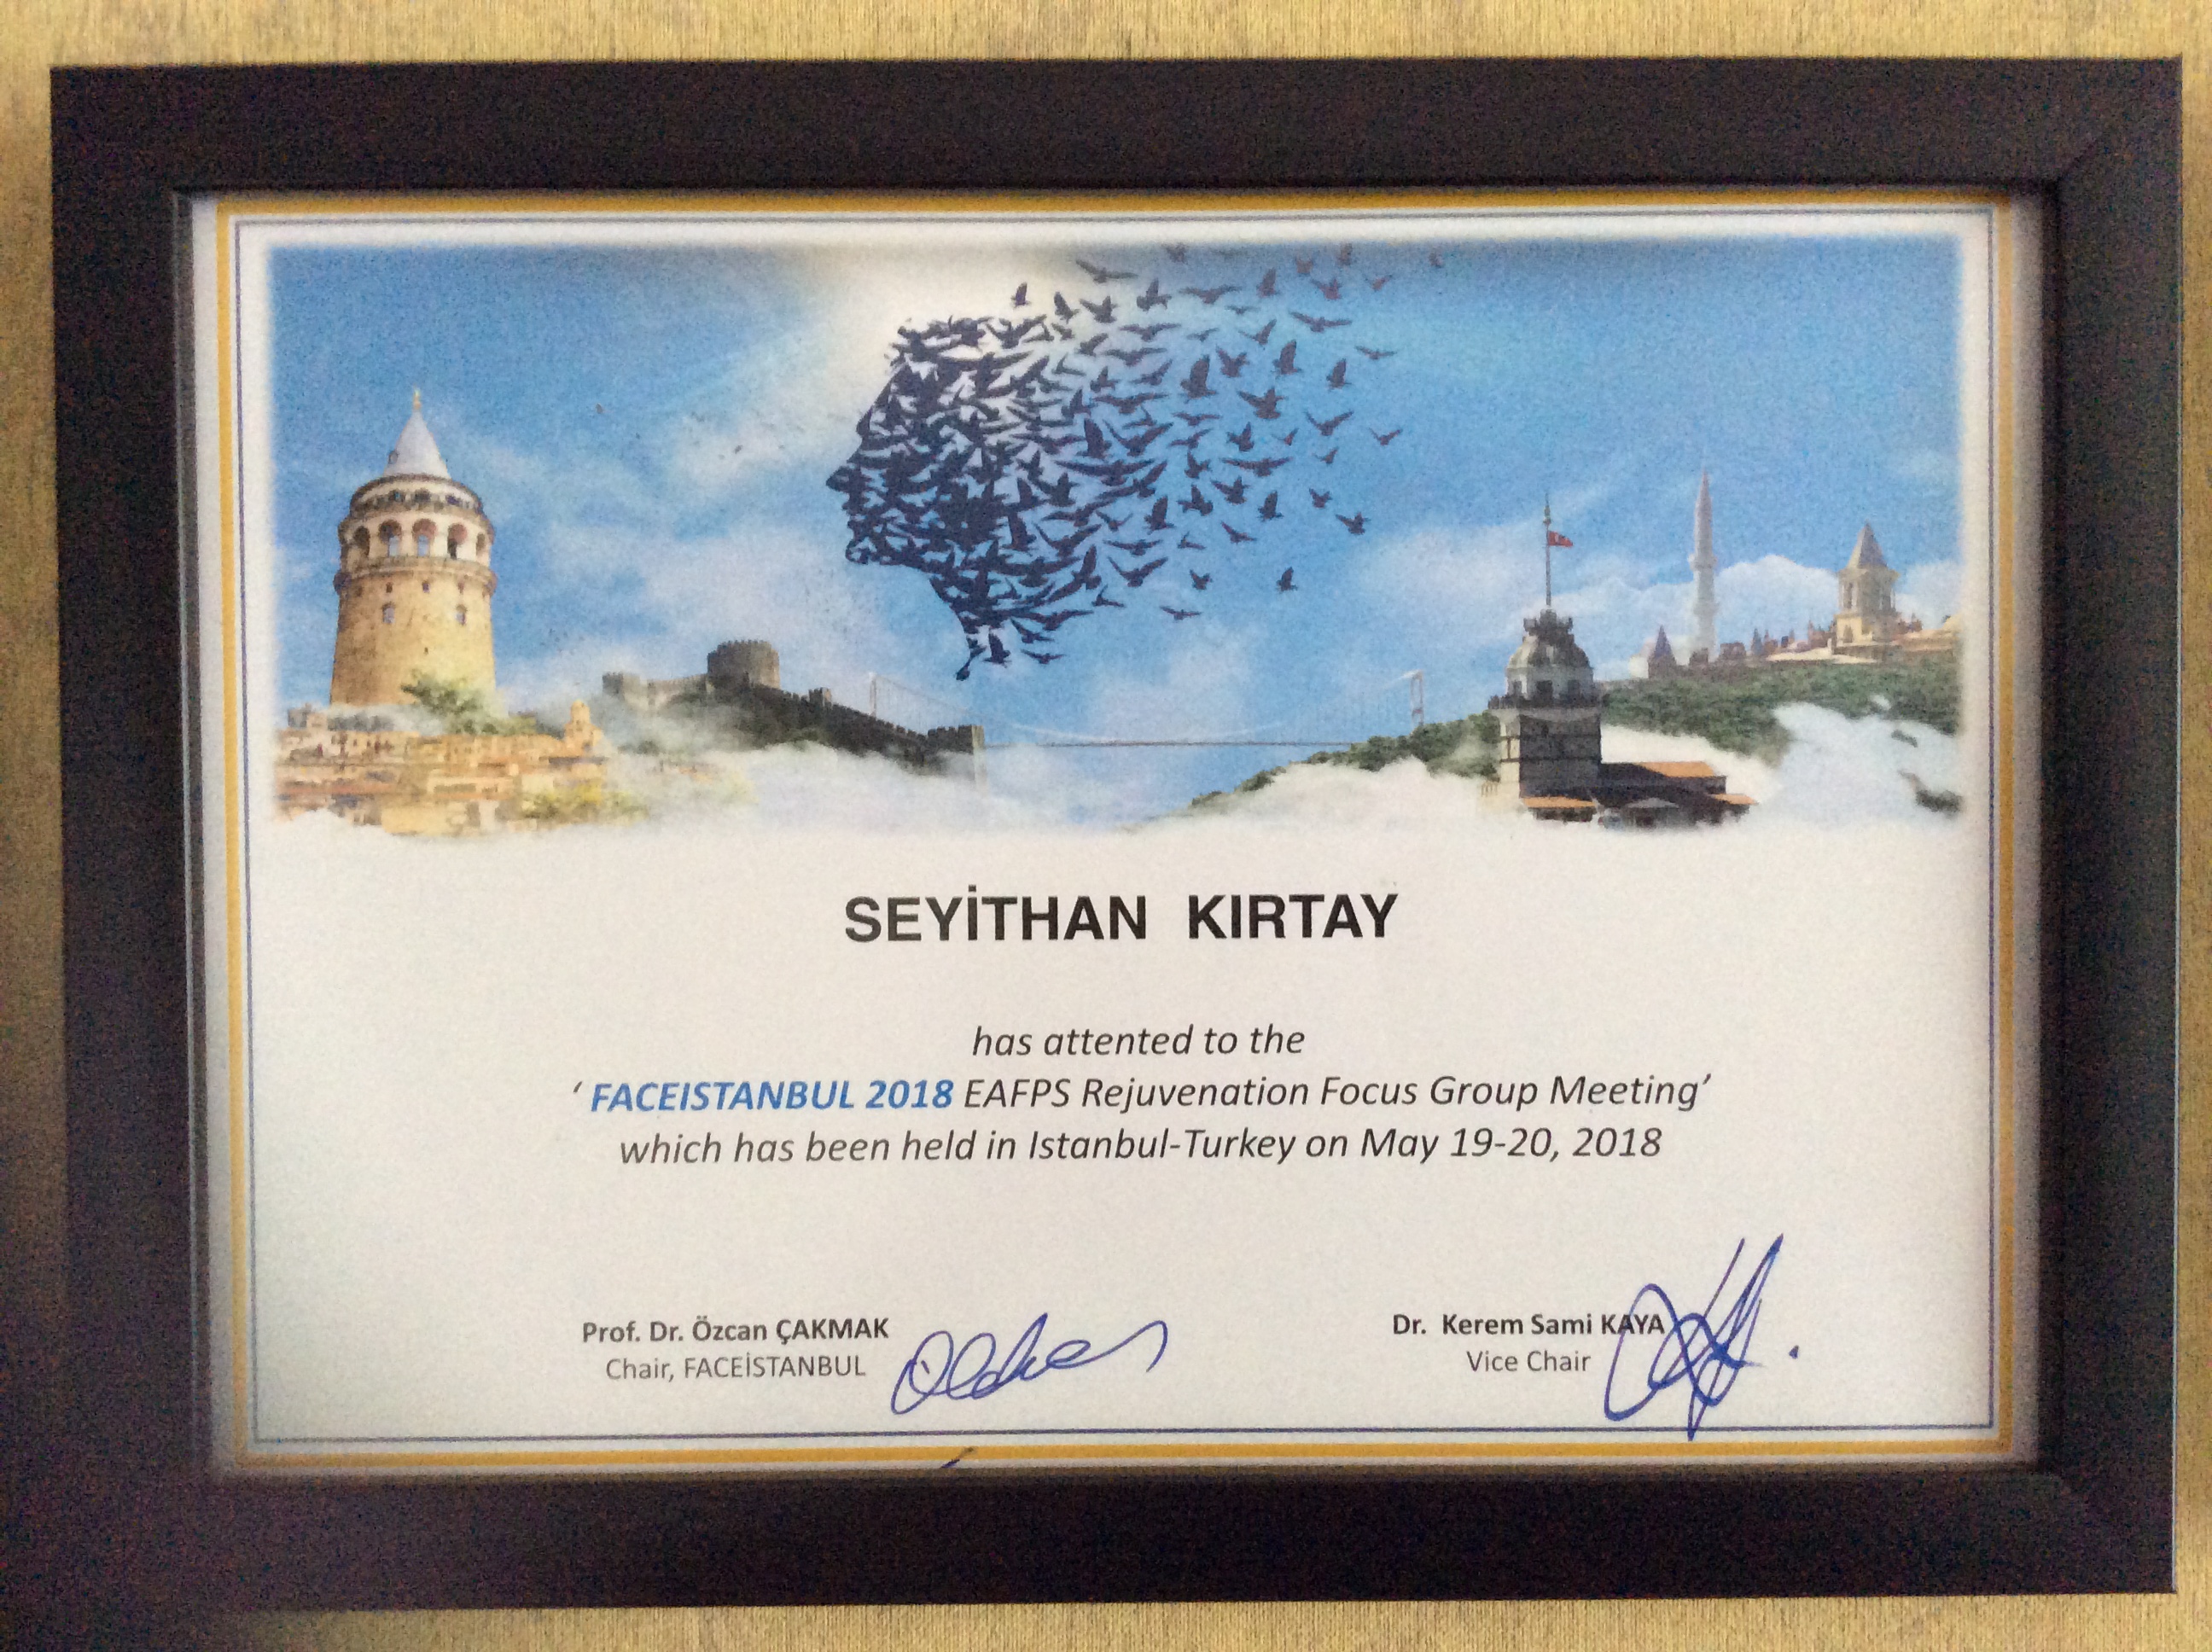 SEYİTHAN KIRTAY
has attented to the
‘ FACEISTANBUL 2018 EAFPS Rejuvenation Focus Group Meeting’
which has been held in Istanbul-Turkey on May 19-20, 2018
Prof. Dr. Özcan ÇAKMAK
Chair, FACEİSTANBUL
Dr. Kerem Sami KAYA
Vice Chair